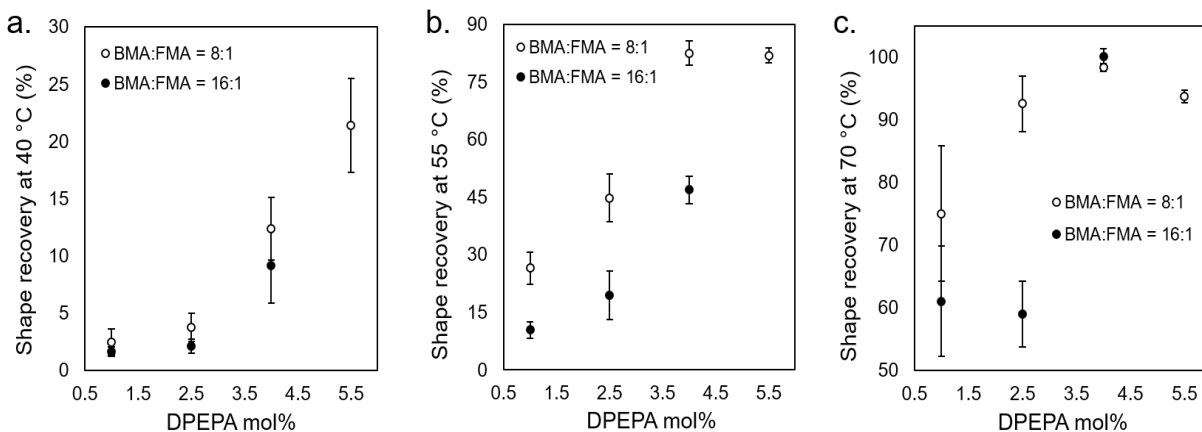 a.
Shape recovery at 40 °C (%)
30
25
20
15
10
5
0
BMA:FMA = 8:1
BMA:FMA = 16:1
0.5 1.5 2.5 3.5 4.5 5.5
DPEPA mol%
b.
Shape recovery at 55 °C (%)
90
75
60
45
30
15
0
BMA:FMA = 8:1
BMA:FMA = 16:1
0.5 1.5 2.5 3.5 4.5 5.5
DPEPA mol%
c.
Shape recovery at 70 °C (%)
100
90
80
70
60
50
BMA:FMA = 8:1
BMA:FMA = 16:1
0.5 1.5 2.5 3.5 4.5 5.5
DPEPA mol%